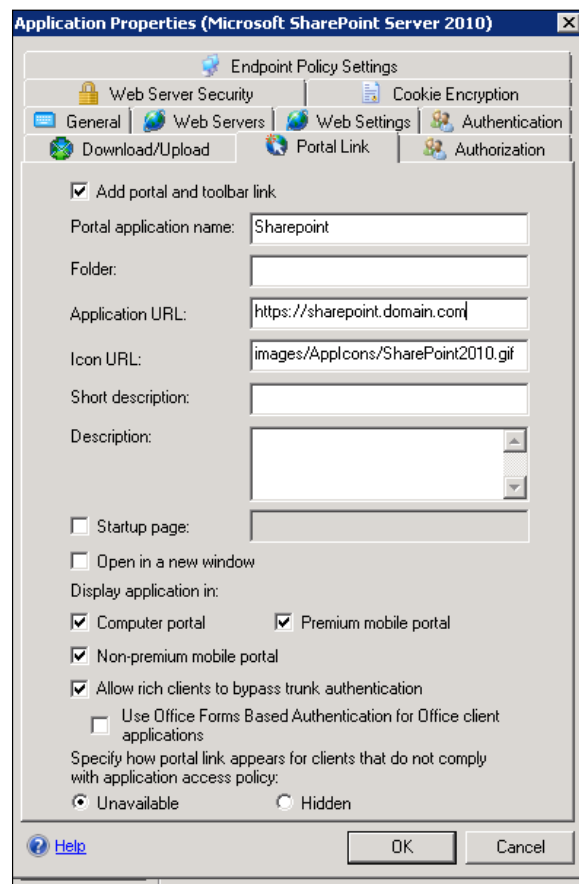 Application Properties (Microsoft SharePoint Server 2010)
Endpoint Policy Settings
Web Server Security
Cookie Encryption
General
Web Servers
Web Settings
Authentication
Download/Upload
Portal Link
Authorization
Add portal and toolbar link
Portal application name: Sharepoint
Folder:
Application URL: https://sharepoint.domain.com
Icon URL: images/AppIcons/SharePoint2010.gif
Short description:
Description:
Startup page:
Open in a new window
Display application in:
Computer portal
Premium mobile portal
Non-premium mobile portal
Allow rich clients to bypass trunk authentication
Use Office Forms Based Authentication for Office client
applications
Specify how portal link appears for clients that do not comply
with application access policy:
Unavailable
Hidden
Help
OK
Cancel